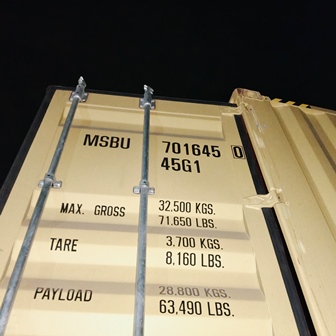 MSBU 701645 0
45G1
MAX. GROSS 32.500 KGS.
71.650 LBS.
TARE 3.700 KGS.
8,160 LBS.
PAYLOAD 28.800 KGS.
63,490 LBS.